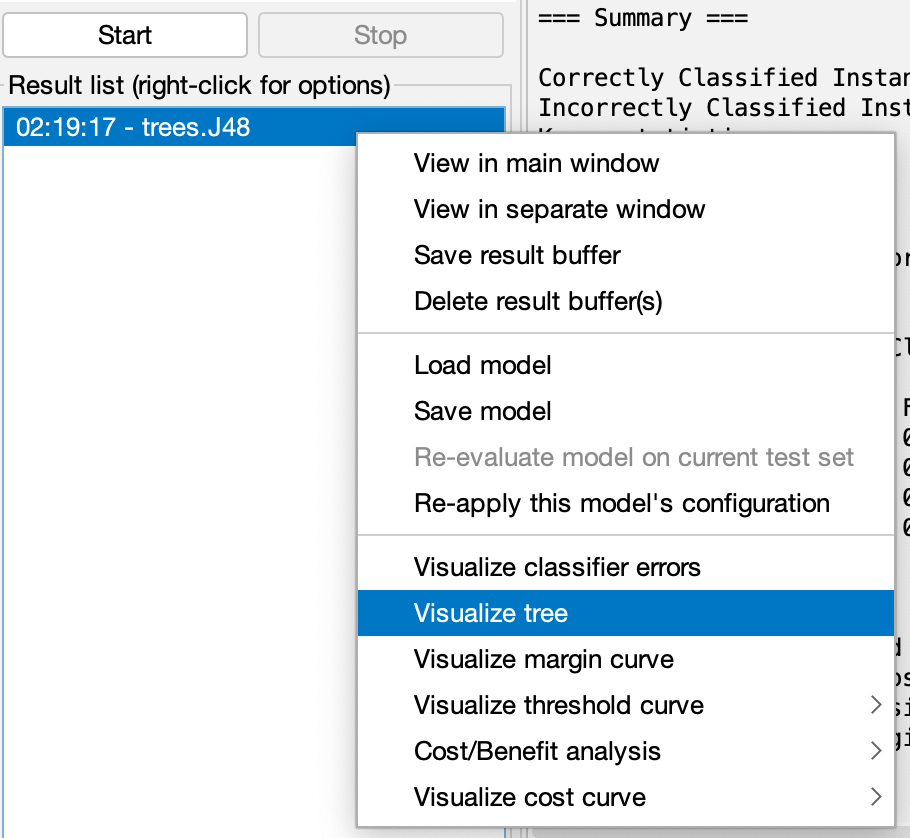 Start
Stop
Result list (right-click for options)
02:19:17 - trees.J48
=== Summary ===
Correctly Classified
Incorrectly Classified
View in main window
View in separate window
Save result buffer
Delete result buffer(s)
Load model
Save model
Re-evaluate model on current test set
Re-apply this model's configuration
Visualize classifier errors
Visualize tree
Visualize margin curve
Visualize threshold curve
Cost/Benefit analysis
Visualize cost curve